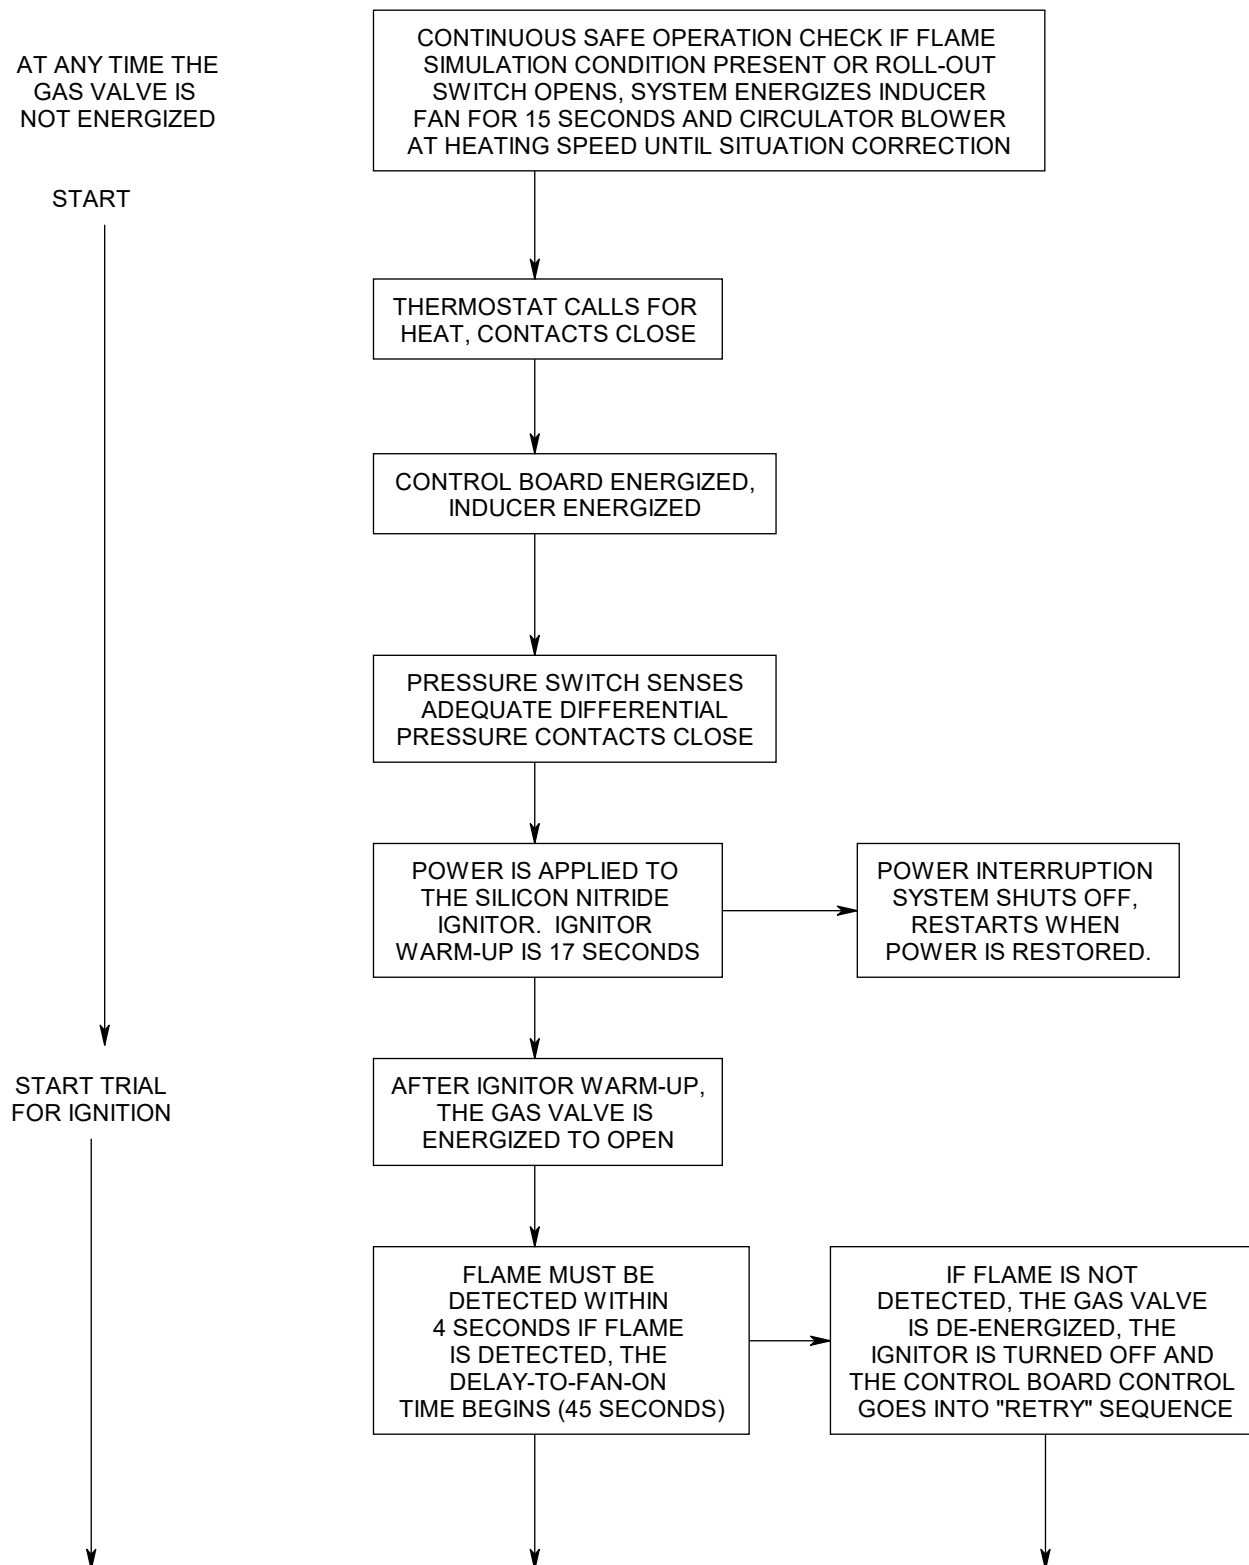 AT ANY TIME THE
GAS VALVE IS
NOT ENERGIZED
CONTINUOUS SAFE OPERATION CHECK IF FLAME
SIMULATION CONDITION PRESENT OR ROLL-OUT
SWITCH OPENS, SYSTEM ENERGIZES INDUCER
FAN FOR 15 SECONDS AND CIRCULATOR BLOWER
AT HEATING SPEED UNTIL SITUATION CORRECTION
START
THERMOSTAT CALLS FOR
HEAT, CONTACTS CLOSE
CONTROL BOARD ENERGIZED,
INDUCER ENERGIZED
PRESSURE SWITCH SENSES
ADEQUATE DIFFERENTIAL
PRESSURE CONTACTS CLOSE
POWER IS APPLIED TO
THE SILICON NITRIDE
IGNITOR. IGNITOR
WARM-UP IS 17 SECONDS
POWER INTERRUPTION
SYSTEM SHUTS OFF,
RESTARTS WHEN
POWER IS RESTORED.
START TRIAL
FOR IGNITION
AFTER IGNITOR WARM-UP,
THE GAS VALVE IS
ENERGIZED TO OPEN
FLAME MUST BE
DETECTED WITHIN
4 SECONDS IF FLAME
IS DETECTED, THE
DELAY-TO-FAN-ON
TIME BEGINS (45 SECONDS)
IF FLAME IS NOT
DETECTED, THE GAS VALVE
IS DE-ENERGIZED, THE
IGNITOR IS TURNED OFF AND
THE CONTROL BOARD CONTROL
GOES INTO "RETRY" SEQUENCE